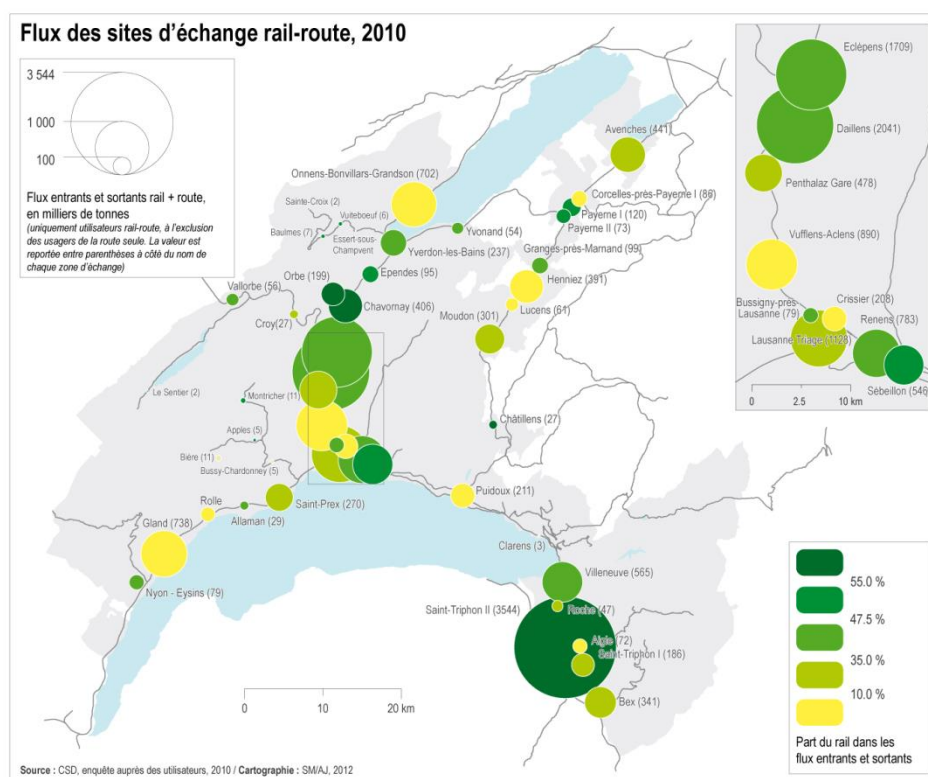 Flux des sites d'échange rail-route, 2010
3 544
1 000
100
Flux entrants et sortants rail + route,
en milliers de tonnes
(uniquement utilisateurs rail-route, à l'exclusion
des usagers de la route seule. La valeur est
reportée entre parenthèses à côté du nom de
chaque zone d'échange)
Avenches (441)
Onnens-Bonvillars-Grandson (702)
Corcelles-près-Payerne I (86)
Sainte-Croix (2)
Vuiteboeuf (6)
Payerne I (120)
Payerne II (73)
Baulmes (7)
Essert-sous-
Champvent
Yvonand (54)
Yverdon-les-Bains (237)
Granges-près-Marnand (99)
Ependes (95)
Orbe (199)
Henniez (391)
Vallorbe (56)
Chavornay (406)
Lucens (61)
Croy(27)
Moudon (301)
Le Sentier (2)
Montricher (11)
Châtillens (27)
Apples (5)
Bière (11)
Bussy-Chardonney (5)
Saint-Prex (270)
Puidoux (211)
Rolle
Allaman (29)
Gland (738)
Clarens (3)
Villeneuve (565)
Nyon - Eysins (79)
Saint-Triphon II (3544)
Roche (47)
Aigle (72)
Saint-Triphon I (186)
Bex (341)
0
10
20 km
Eclépens (1709)
Daillens (2041)
Penthalaz Gare (478)
Vufflens-Aclens (890)
Bussigny-près
Lausanne (79)
Crissier (208)
Renens (783)
Lausanne Triage (1128)
Sébeillon (546)
0
2.5
10 km
55.0 %
47.5 %
35.0 %
10.0 %
Part du rail dans les
flux entrants et sortants
Source : CSD, enquête auprès des utilisateurs, 2010 / Cartographie : SM/AJ, 2012